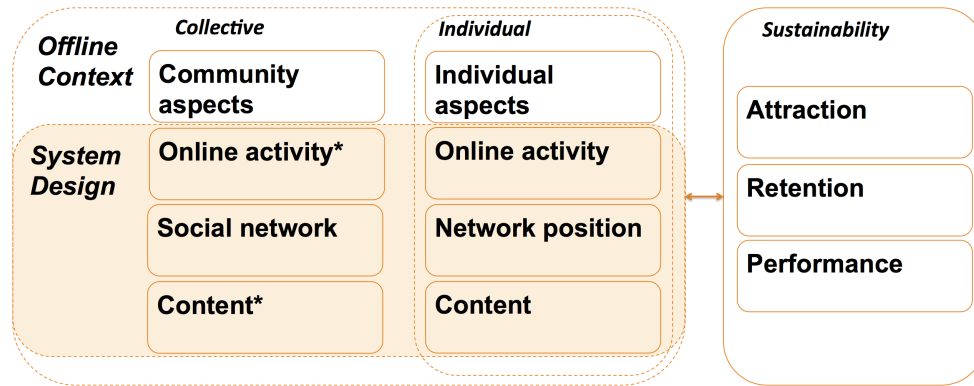 Collective
Individual
Sustainability
Offline
Context
Community
aspects
Individual
aspects
Attraction
System
Design
Online activity*
Online activity
Retention
Social network
Network position
Performance
Content*
Content